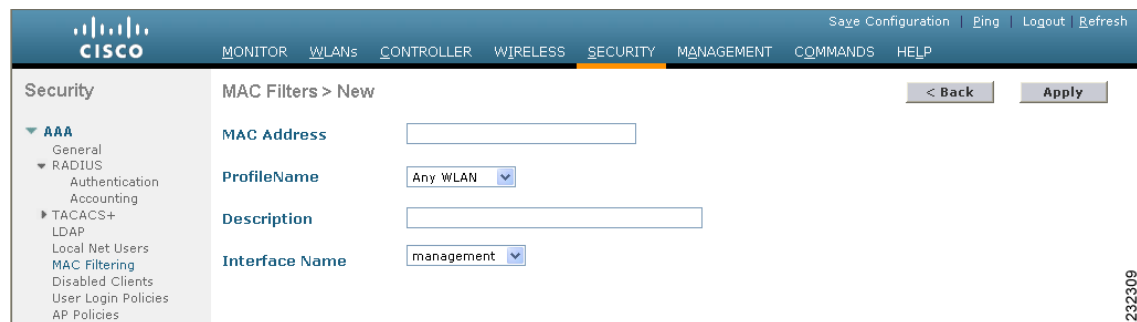 Save Configuration | Ping | Logout | Refresh
CISCO
MONITOR WLANs CONTROLLER WIRELESS SECURITY MANAGEMENT COMMANDS HELP
Security
MAC Filters > New
< Back
Apply
AAA
General
RADIUS
Authentication
Accounting
TACACS+
LDAP
Local Net Users
MAC Filtering
Disabled Clients
User Login Policies
AP Policies
MAC Address
ProfileName Any WLAN
Description
Interface Name management
232309